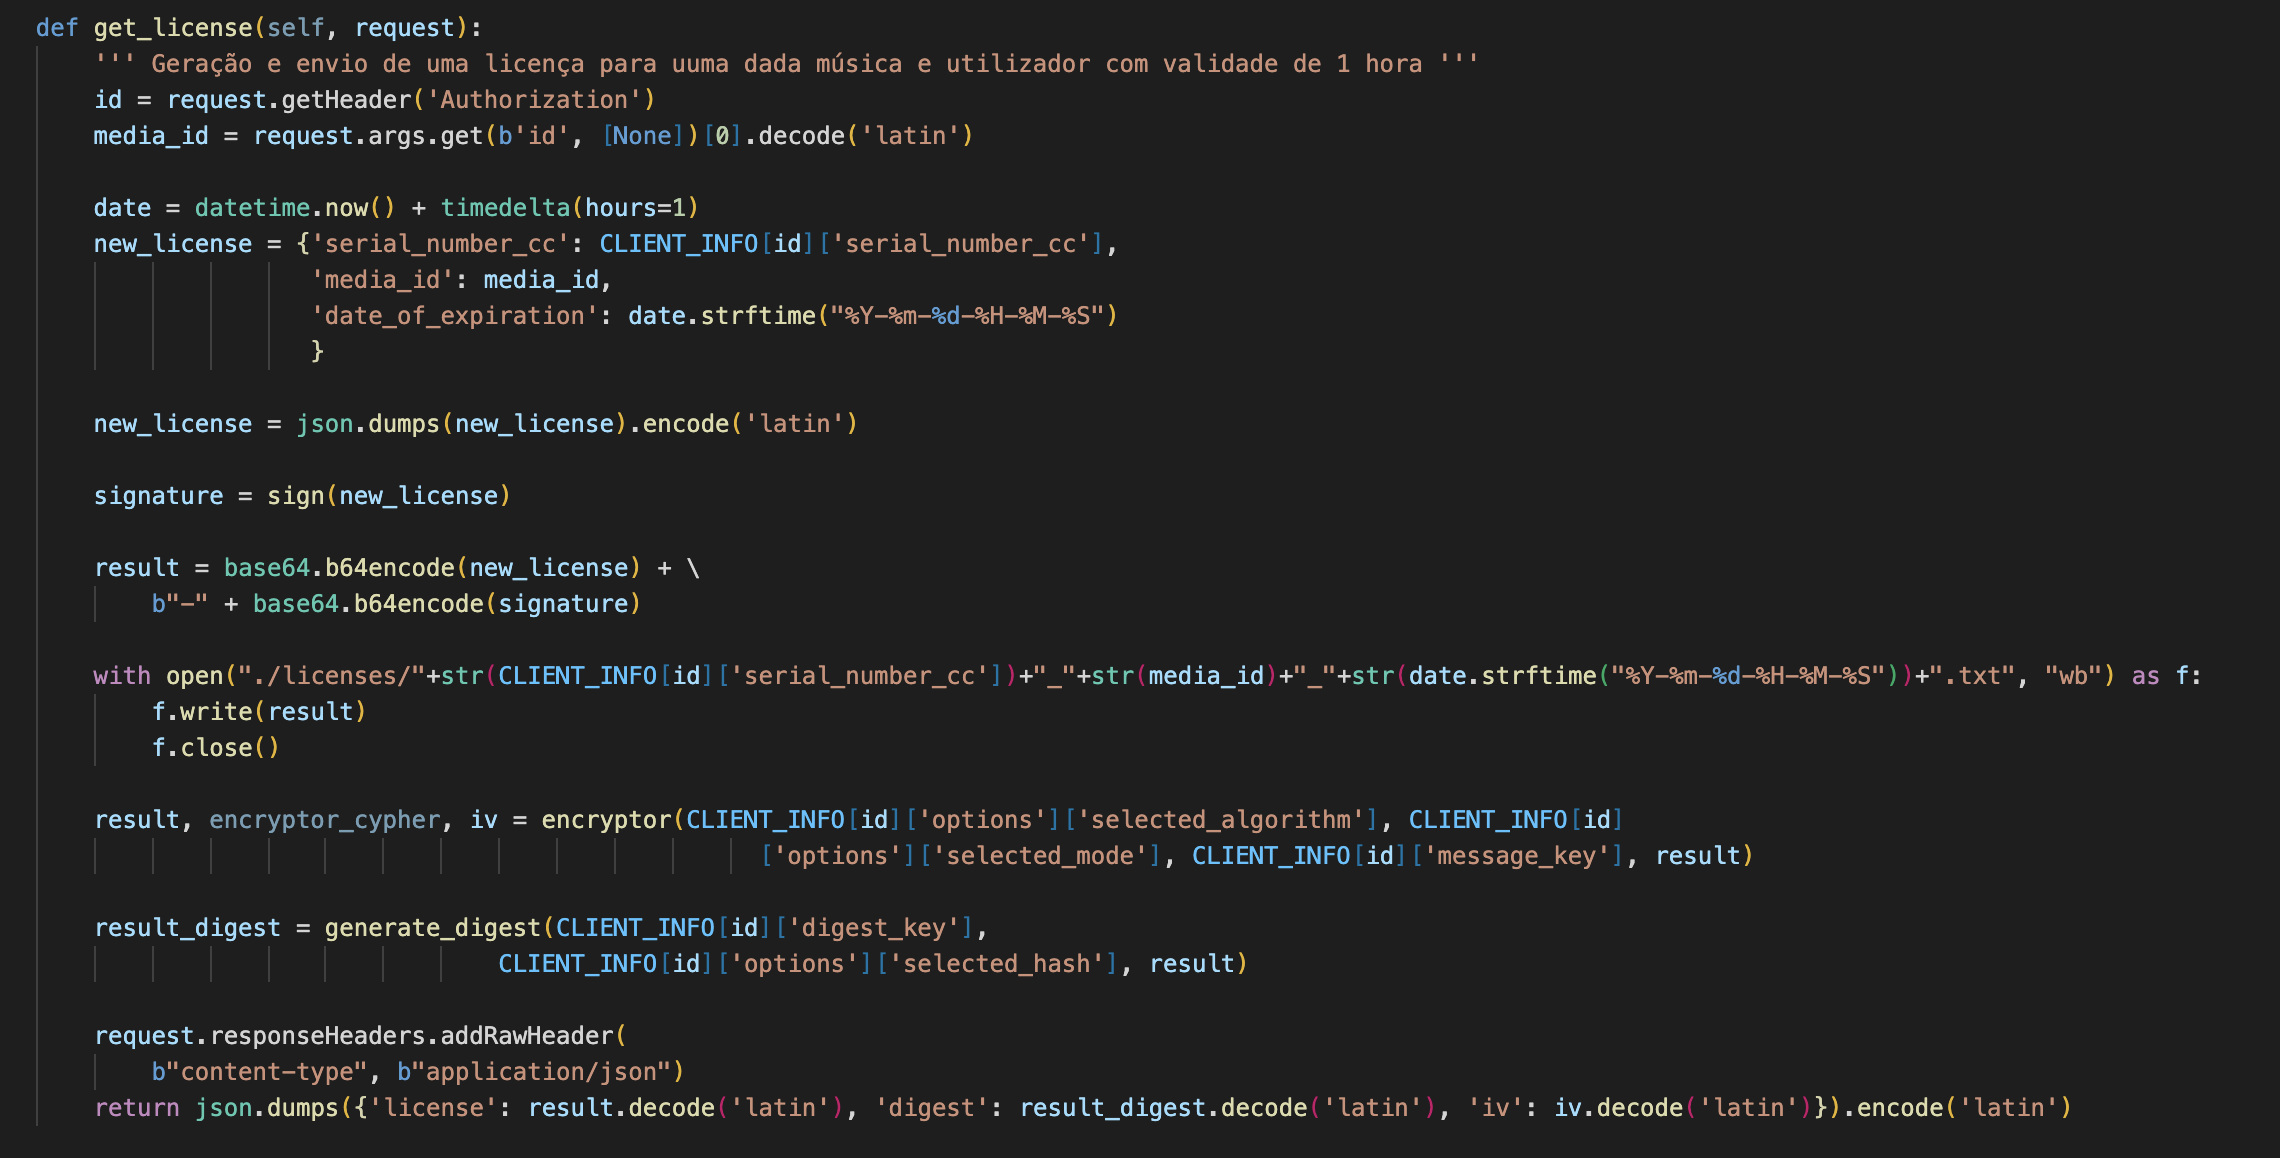 def get_license(self, request):
    ''' Geração e envio de uma licença para uuma dada música e utilizador com validade de 1 hora '''
    id = request.getHeader('Authorization')
    media_id = request.args.get(b'id', [None])[0].decode('latin')

    date = datetime.now() + timedelta(hours=1)
    new_license = {'serial_number_cc': CLIENT_INFO[id]['serial_number_cc'],
                   'media_id': media_id,
                   'date_of_expiration': date.strftime("%Y-%m-%d-%H-%M-%S")
                   }

    new_license = json.dumps(new_license).encode('latin')

    signature = sign(new_license)

    result = base64.b64encode(new_license) + \
        b"-" + base64.b64encode(signature)

    with open("./licenses/"+str(CLIENT_INFO[id]['serial_number_cc'])+"_"+str(media_id)+"_"+str(date.strftime("%Y-%m-%d-%H-%M-%S"))+".txt", "wb") as f:
        f.write(result)
        f.close()

    result, encryptor_cypher, iv = encryptor(CLIENT_INFO[id]['options']['selected_algorithm'], CLIENT_INFO[id]
                                              ['options']['selected_mode'], CLIENT_INFO[id]['message_key'], result)

    result_digest = generate_digest(CLIENT_INFO[id]['digest_key'],
                                CLIENT_INFO[id]['options']['selected_hash'], result)

    request.responseHeaders.addRawHeader(
        b"content-type", b"application/json")
    return json.dumps({'license': result.decode('latin'), 'digest': result_digest.decode('latin'), 'iv': iv.decode('latin')}).encode('latin')